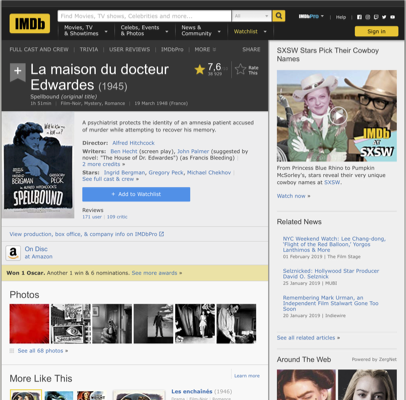 IMDb
Find Movies, TV shows, Celebrities and more...
All
Movies, TV
& Showtimes
Celebs, Events
& Photos
News &
Community
Watchlist
IMDbPro
Help
Sign in
FULL CAST AND CREW | TRIVIA | USER REVIEWS | IMDbPro | MORE
SHARE
La maison du docteur
Edwardes (1945)
Spellbound (original title)
Film-Noir, Mystery, Romance | 19 March 1948 (France)
7,6
Rate
This
INGRID BERGMAN
GREGORY PECK
SPELLBOUND
A psychiatrist protects the identity of an amnesia patient
accused of murder while attempting to recover his memory.
Director: Alfred Hitchcock
Writers: Ben Hecht (screen play), John Palmer (suggested by
novel: "The House of Dr. Edwardes") (as Francis Bleeding)
2 more credits »
Stars: Ingrid Bergman, Gregory Peck, Michael Chekhov
See full cast & crew »
+ Add to Watchlist
Reviews
171 user | 109 critic
View production, box office, & company info on IMDbPro
a
On Disc
at Amazon
Won 1 Oscar. Another 1 win & 6 nominations. See more awards »
Photos
See all 68 photos »
More Like This
Learn more
Les enchaînés (1946)
SXSW Stars Pick Their Cowboy
Names
IMDb
AT
SXSW
From Princess Blue Rhino to Pumpkin
McSorley's, stars reveal their very
unique cowboy names at SXSW.
Watch now »
Related News
NYC Weekend Watch: Lee Chang-dong,
'Flight of the Red Balloon', Yorgos
Lanthimos & More
01 February 2019 | The Film Stage
Selznicked: Hollywood Star Producer
David O. Selznick
25 January 2019 | MUBI
Remembering Mark Urman, an
Independent Film Stalwart Gone Too
Soon
20 January 2019 | Indiewire
See all related articles »
Around The Web
Powered by ZergNet